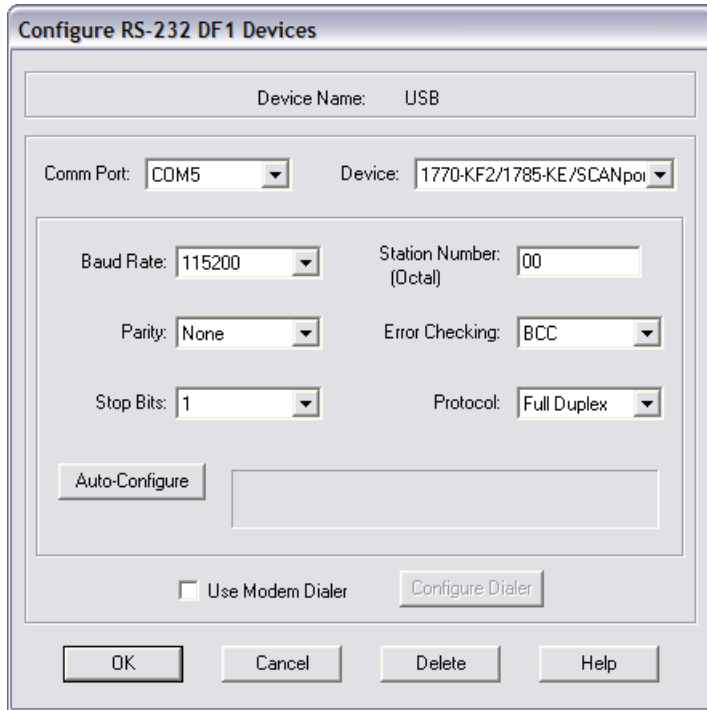 Configure RS-232 DF1 Devices
Device Name: USB
Comm Port: COM5 Device: 1770-KF2/1785-KE/SCANpor
Baud Rate: 115200 Station Number: 00
(Octal)
Parity: None Error Checking: BCC
Stop Bits: 1 Protocol: Full Duplex
Auto-Configure
Use Modem Dialer Configure Dialer
OK Cancel Delete Help